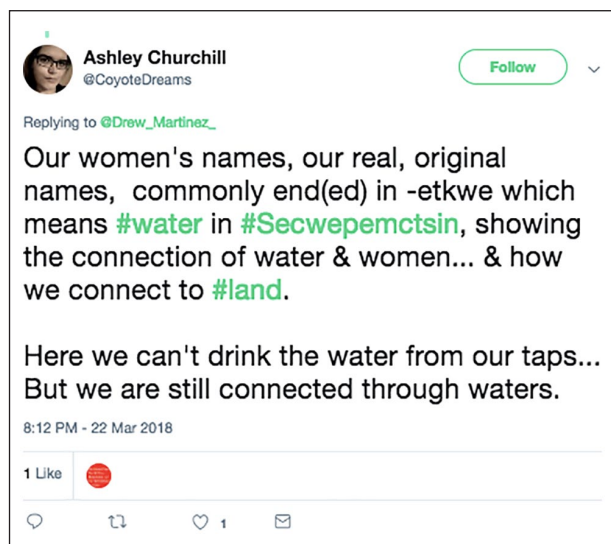 Ashley Churchill
@CoyoteDreams
Follow
Replying to @Drew_Martinez_
Our women's names, our real, original
names,  commonly end(ed) in -etkwe which
means #water in #Secwepemctsin, showing
the connection of water & women... & how
we connect to #land.
Here we can't drink the water from our taps...
But we are still connected through waters.
8:12 PM - 22 Mar 2018
1 Like
1